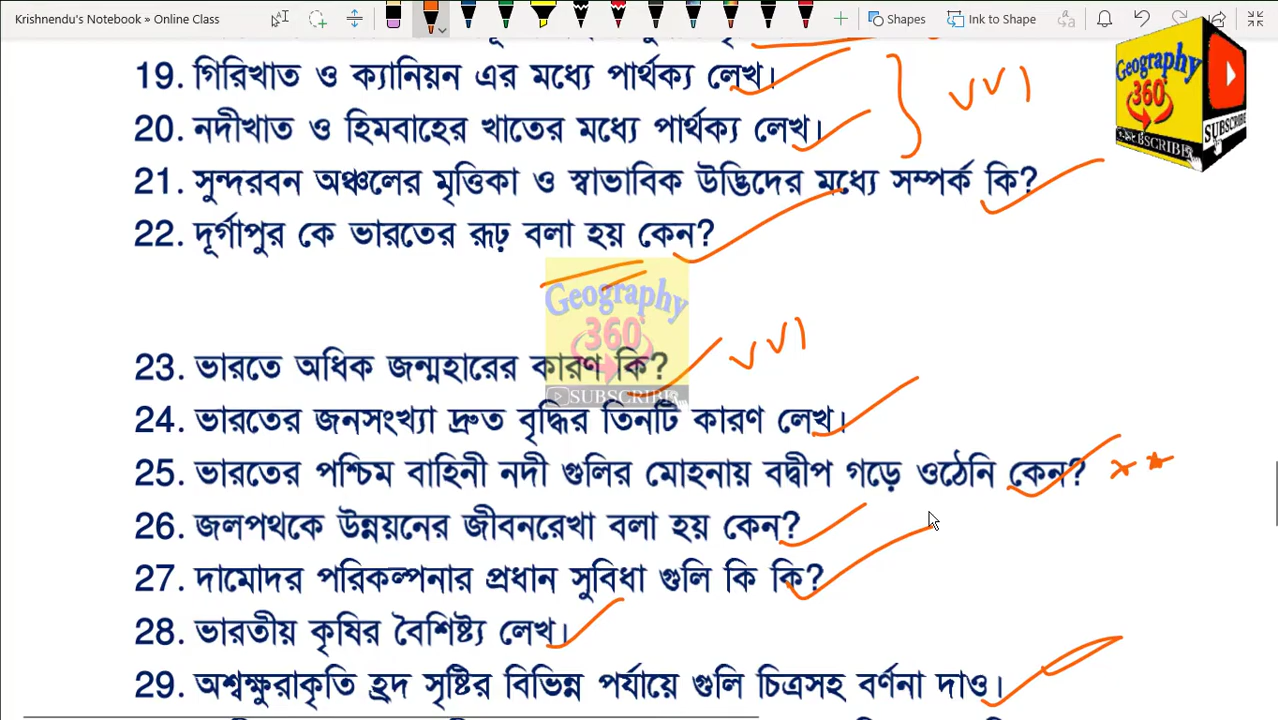 Krishnendu's Notebook » Online Class
Shapes
Ink to Shape
Geography
360°
SUBSCRIBE
19. গিরিখাত ও ক্যানিয়ন এর মধ্যে পার্থক্য লেখ।
VVI
20. নদীখাত ও হিমবাহের খাতের মধ্যে পার্থক্য লেখ।
21. সুন্দরবন অঞ্চলের মৃত্তিকা ও স্বাভাবিক উদ্ভিদের মধ্যে সম্পর্ক কি?
22. দূর্গাপুর কে ভারতের রূঢ় বলা হয় কেন?
Geography
360°
SUBSCRIBE
23. ভারতে অধিক জন্মহারের কারণ কি?
VVI
24. ভারতের জনসংখ্যা দ্রুত বৃদ্ধির তিনটি কারণ লেখ।
25. ভারতের পশ্চিম বাহিনী নদী গুলির মোহনায় বদ্বীপ গড়ে ওঠেনি কেন?
26. জলপথকে উন্নয়নের জীবনরেখা বলা হয় কেন?
27. দামোদর পরিকল্পনার প্রধান সুবিধা গুলি কি কি?
28. ভারতীয় কৃষির বৈশিষ্ট্য লেখ।
29. অশ্বক্ষুরাকৃতি হ্রদ সৃষ্টির বিভিন্ন পর্যায়ে গুলি চিত্রসহ বর্ণনা দাও।